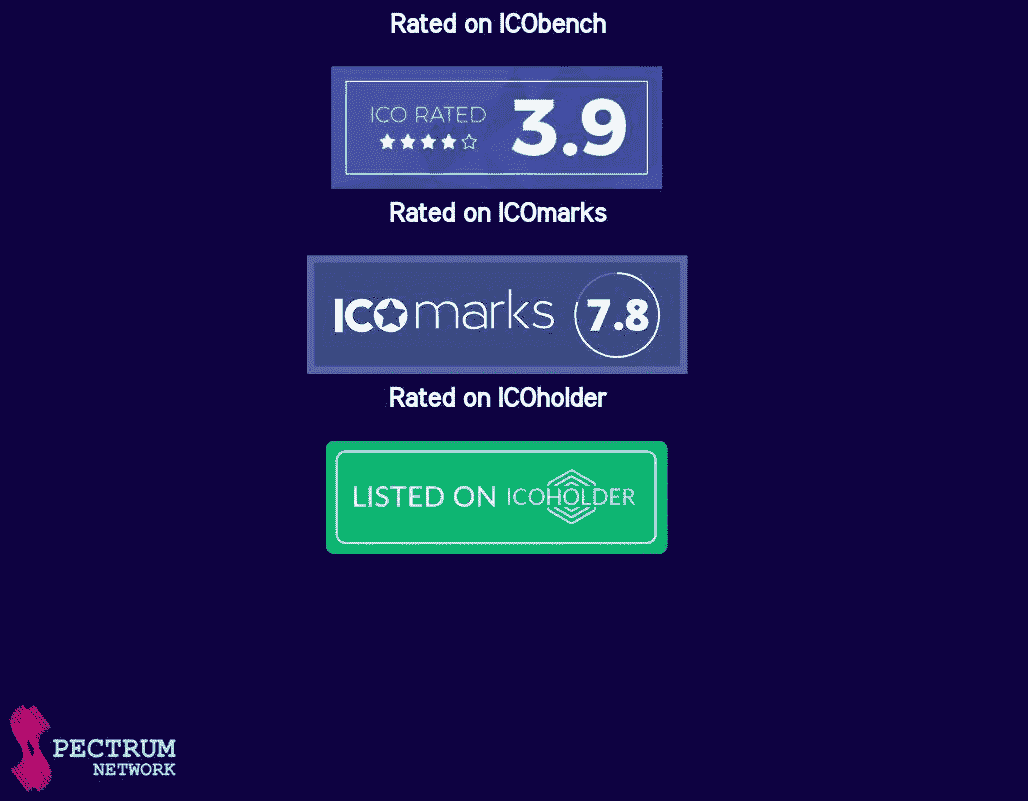 Rated on ICObench
ICO RATED
3.9
Rated on ICOmarks
ICOmarks
7.8
Rated on ICOholder
LISTED ON ICOHOLDER
SPECTRUM
NETWORK